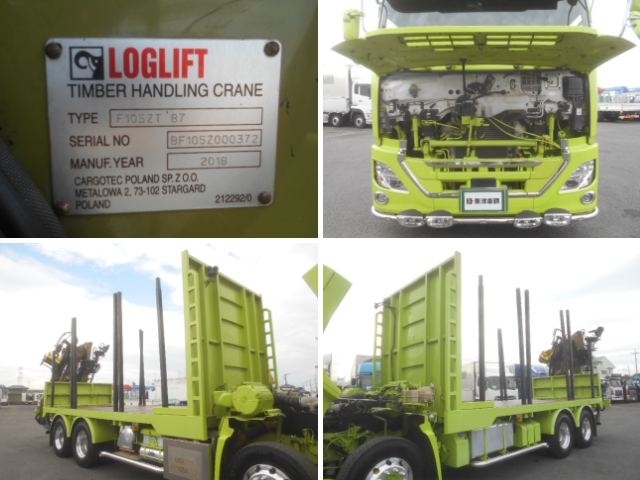 LOGLIFT
TIMBER HANDLING CRANE
TYPE F105ZT 87
SERIAL NO BF105Z000372
MANUF. YEAR 2018
CARGOTEC POLAND SP. Z O.O.
METALOWA 2, 73-102 STARGARD
POLAND 212292/0